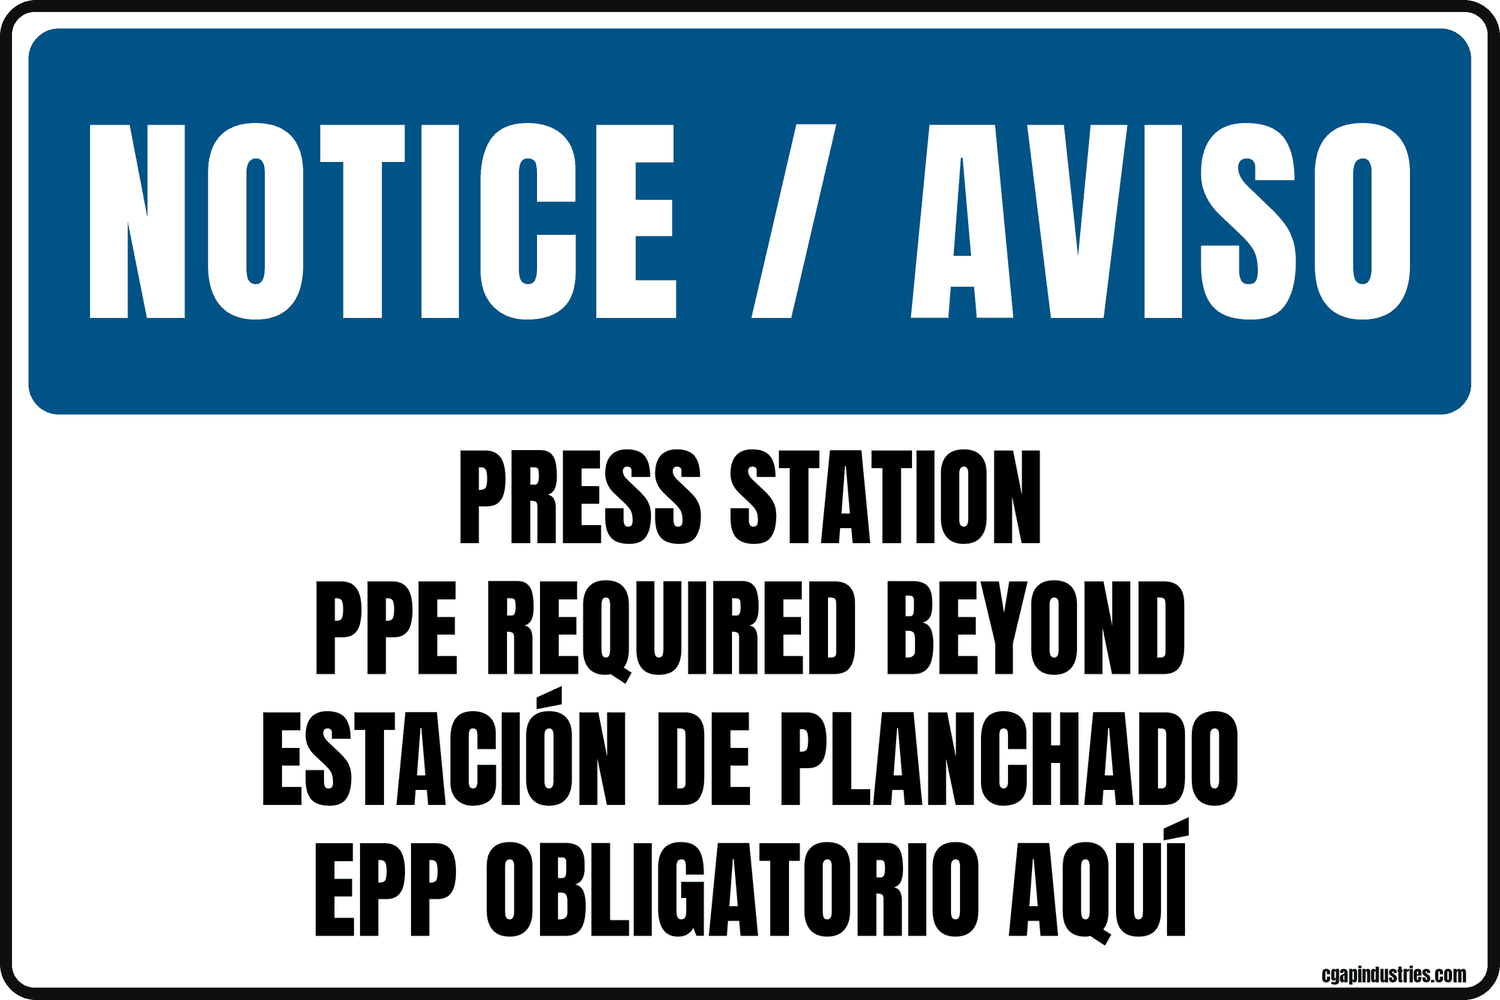 NOTICE / AVISO
PRESS STATION
PPE REQUIRED BEYOND
ESTACIÓN DE PLANCHADO
EPP OBLIGATORIO AQUÍ
cgapindustries.com